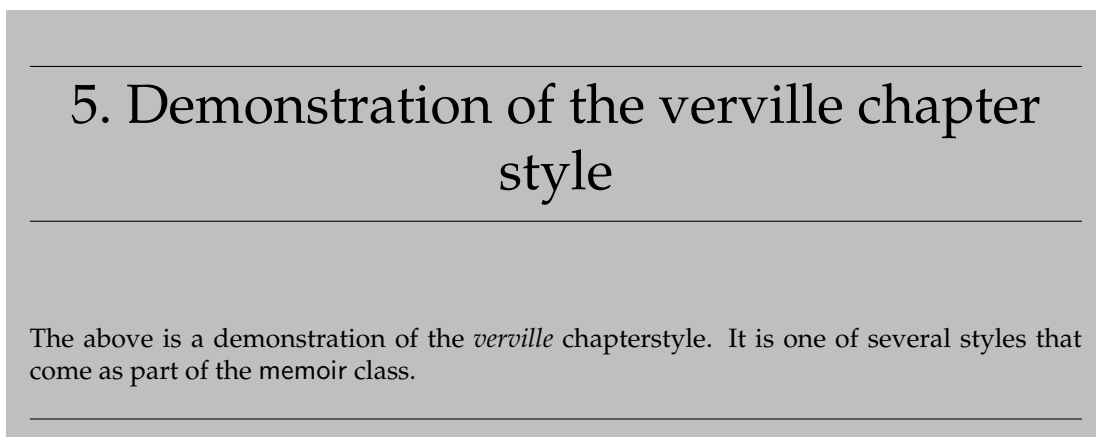 5. Demonstration of the verville chapter
style
The above is a demonstration of the verville chapterstyle. It is one of several styles that
come as part of the memoir class.